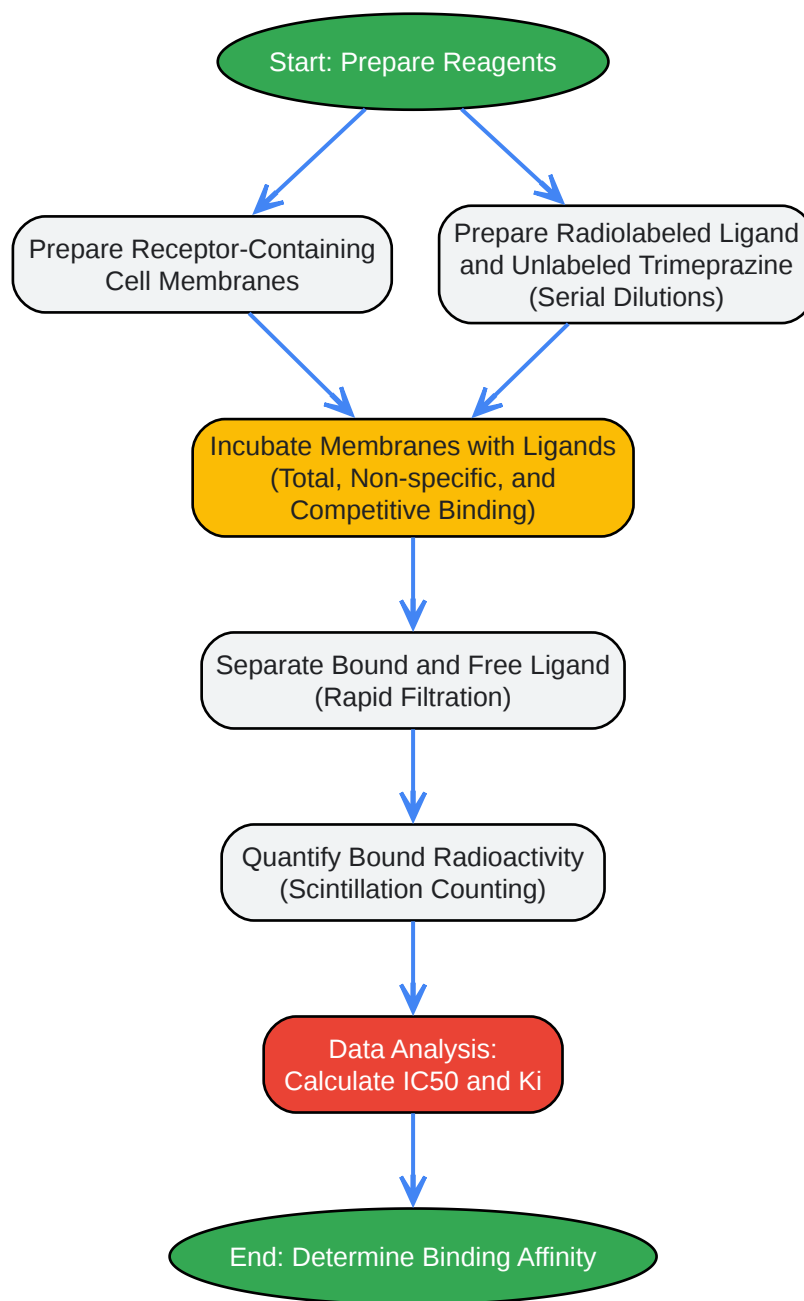 Start: Prepare Reagents
Prepare Receptor-Containing
Cell Membranes
Prepare Radiolabeled Ligand
and Unlabeled Trimeprazine
(Serial Dilutions)
Incubate Membranes with Ligands
(Total, Non-specific, and
Competitive Binding)
Separate Bound and Free Ligand
(Rapid Filtration)
Quantify Bound Radioactivity
(Scintillation Counting)
Data Analysis:
Calculate IC50 and Ki
End: Determine Binding Affinity